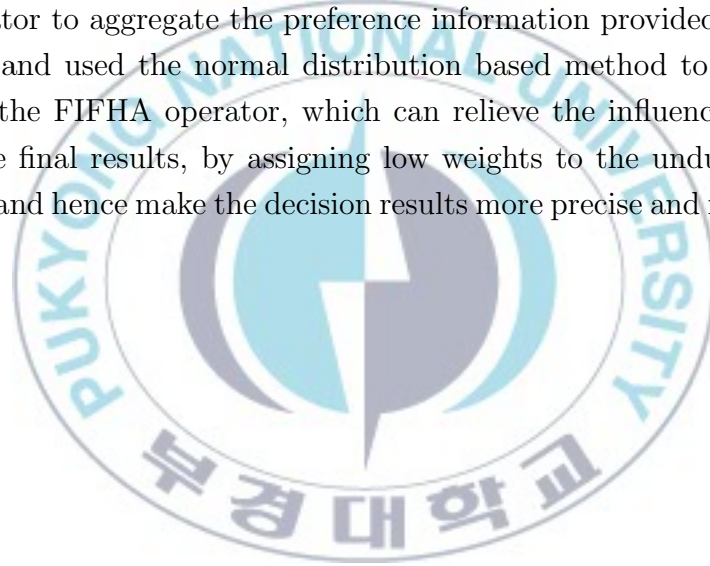 ator to aggregate the preference information provided
and used the normal distribution based method to
the FIFHA operator, which can relieve the influenc
e final results, by assigning low weights to the undu
and hence make the decision results more precise and
PUKYONG NATIONAL UNIVERSITY
부경대학교